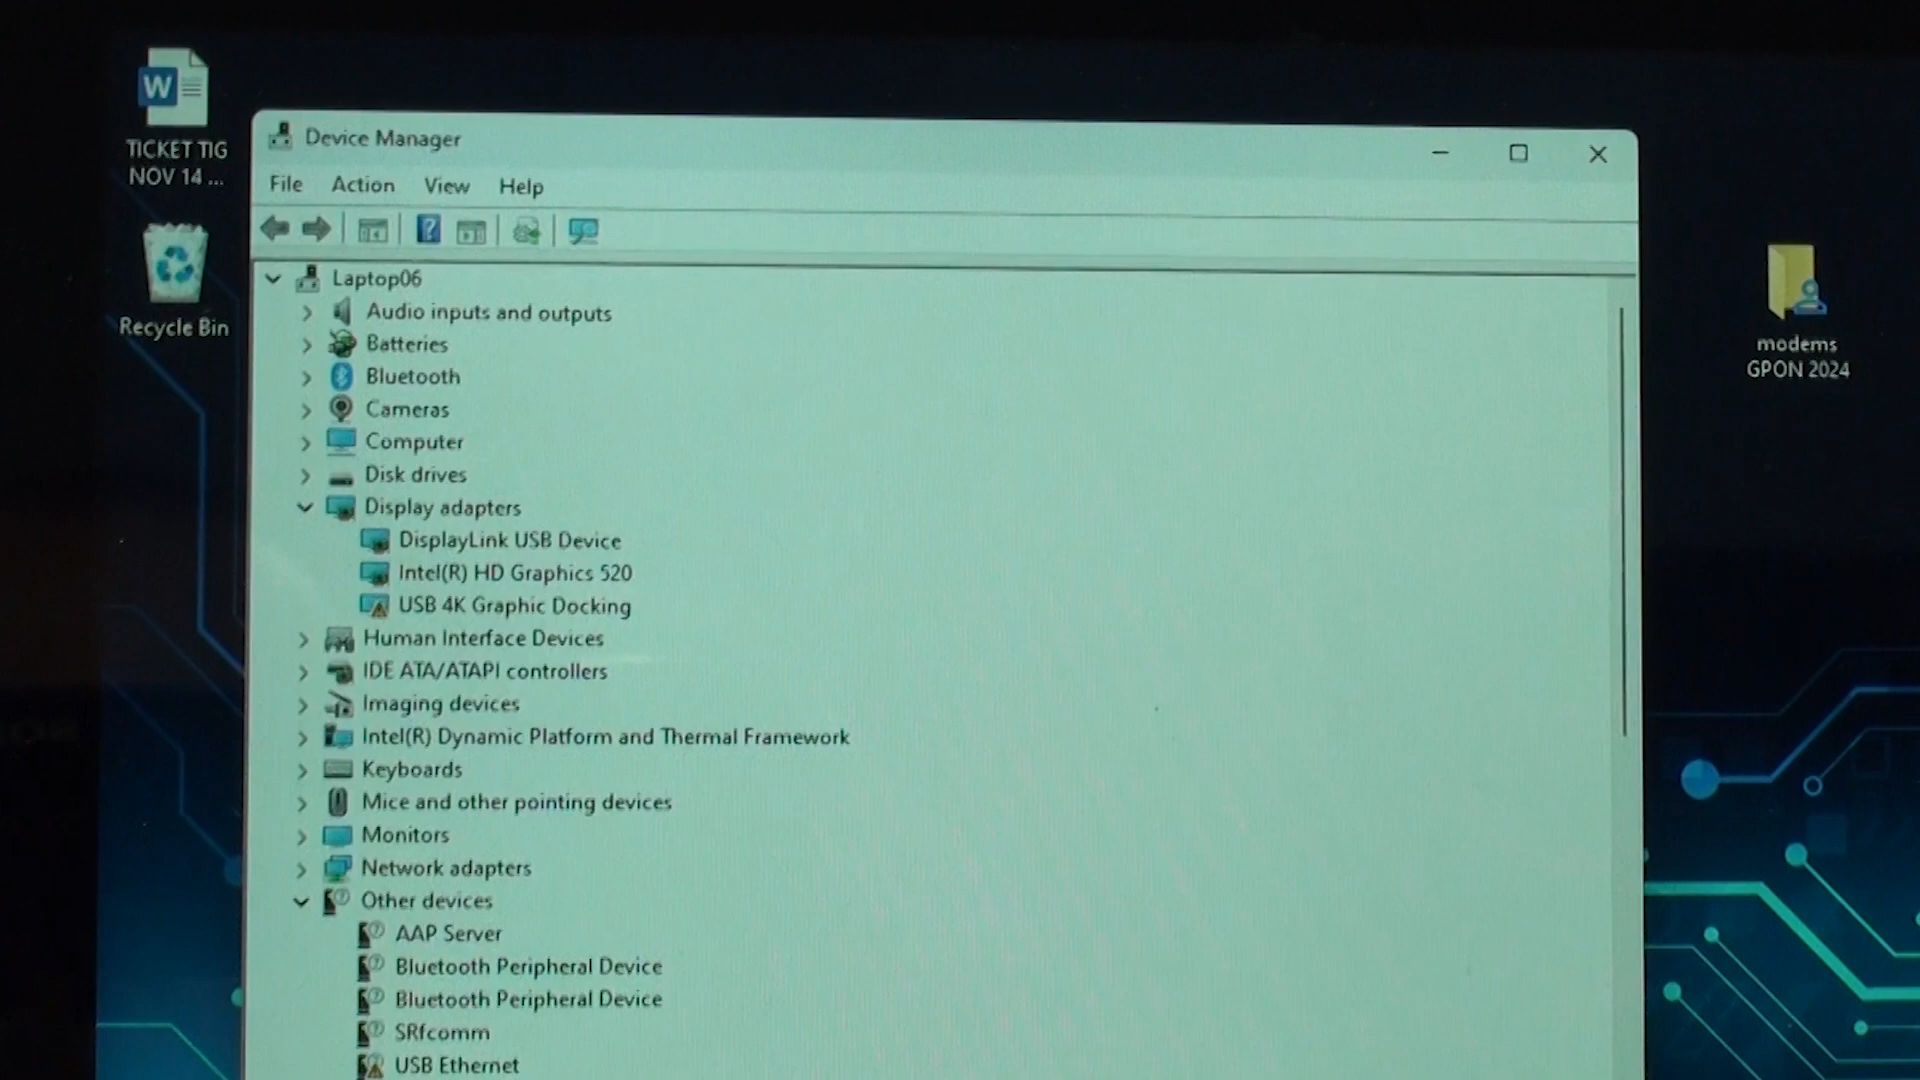 TICKET TIG
NOV 14 ...
Recycle Bin
Device Manager
File Action View Help
Laptop06
Audio inputs and outputs
Batteries
Bluetooth
Cameras
Computer
Disk drives
Display adapters
DisplayLink USB Device
Intel(R) HD Graphics 520
USB 4K Graphic Docking
Human Interface Devices
IDE ATA/ATAPI controllers
Imaging devices
Intel(R) Dynamic Platform and Thermal Framework
Keyboards
Mice and other pointing devices
Monitors
Network adapters
Other devices
AAP Server
Bluetooth Peripheral Device
Bluetooth Peripheral Device
SRfcomm
USB Ethernet
modems
GPON 2024